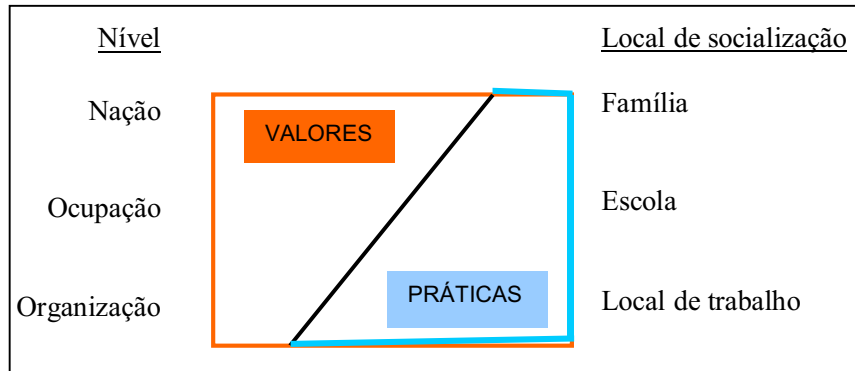 Nível
Local de socialização
Nação
Família
VALORES
Ocupação
Escola
PRÁTICAS
Organização
Local de trabalho